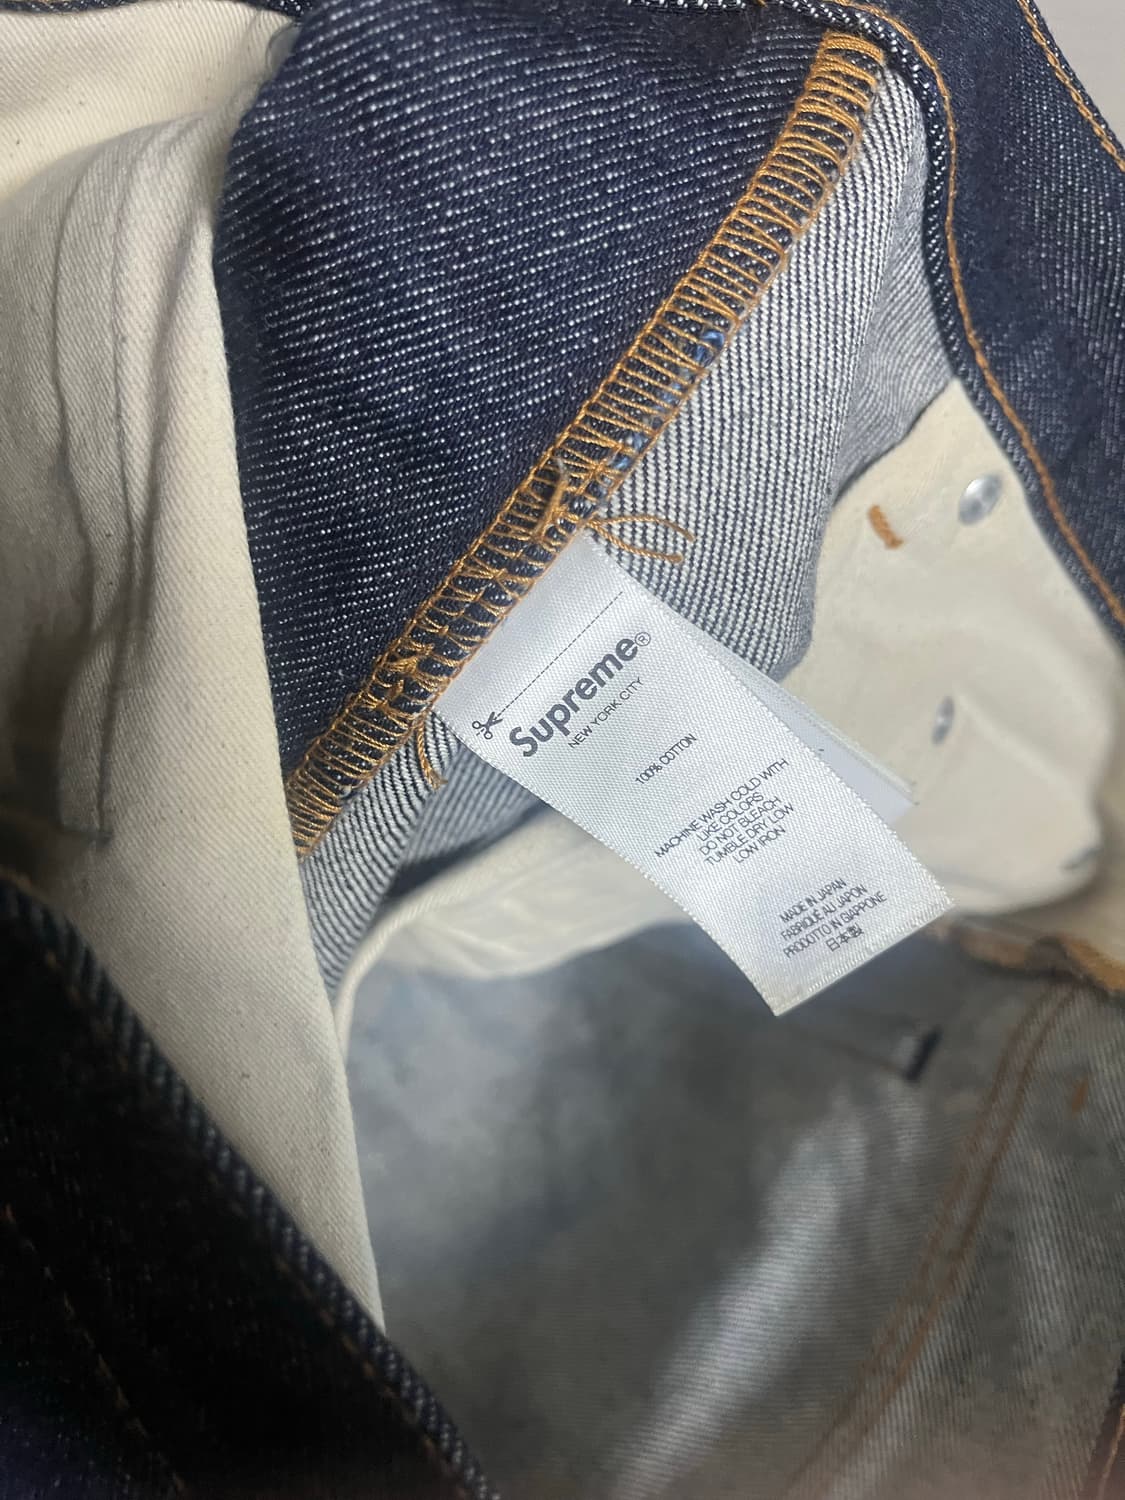 Supreme®
NEW YORK CITY
100% COTTON
MACHINE WASH COLD WITH
LIKE COLORS
DO NOT BLEACH
TUMBLE DRY LOW
LOW IRON
MADE IN JAPAN
FABRIQUÉ AU JAPON
PRODOTTO IN GIAPPONE
日本製